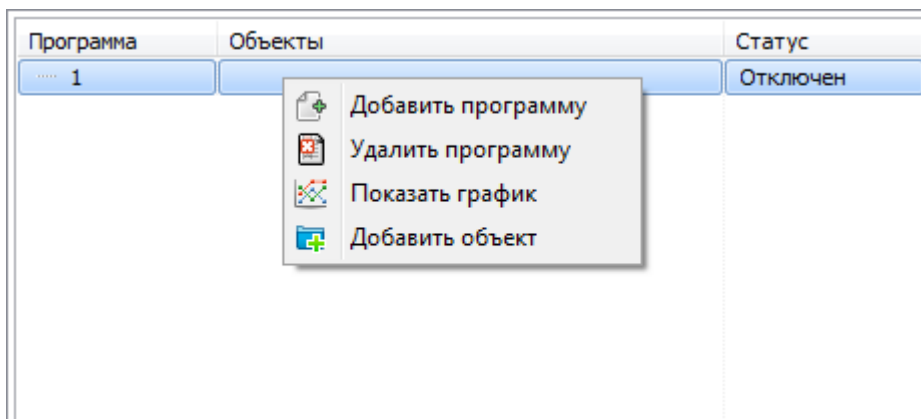 Программа Объекты Статус
1 Отключен
Добавить программу
Удалить программу
Показать график
Добавить объект